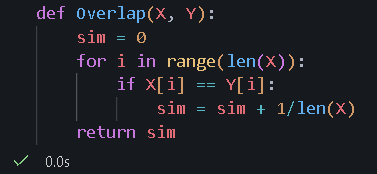 def Overlap(X, Y):
    sim = 0
    for i in range(len(X)):
        if X[i] == Y[i]:
            sim = sim + 1/len(X)
    return sim
0.0s